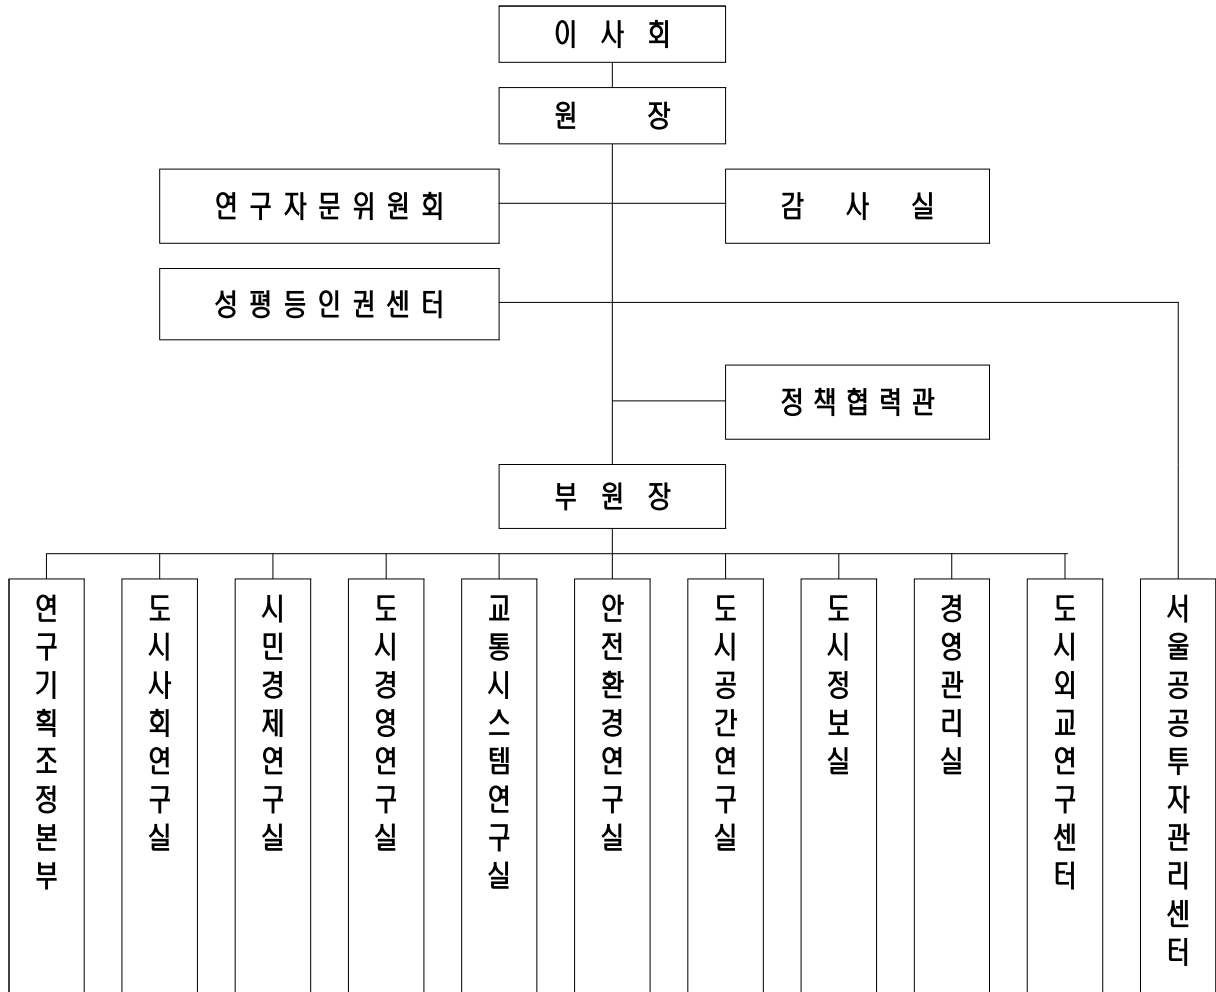 이 사 회
원 장
연 구 자 문 위 원 회
감 사 실
성 평 등 인 권 센 터
정 책 협 력 관
부 원 장
연구기획조정본부
도시사회연구실
시민경제연구실
도시경영연구실
교통시스템연구실
안전환경연구실
도시공간연구실
도시정보실
경영관리실
도시외교연구센터
서울공공투자관리센터